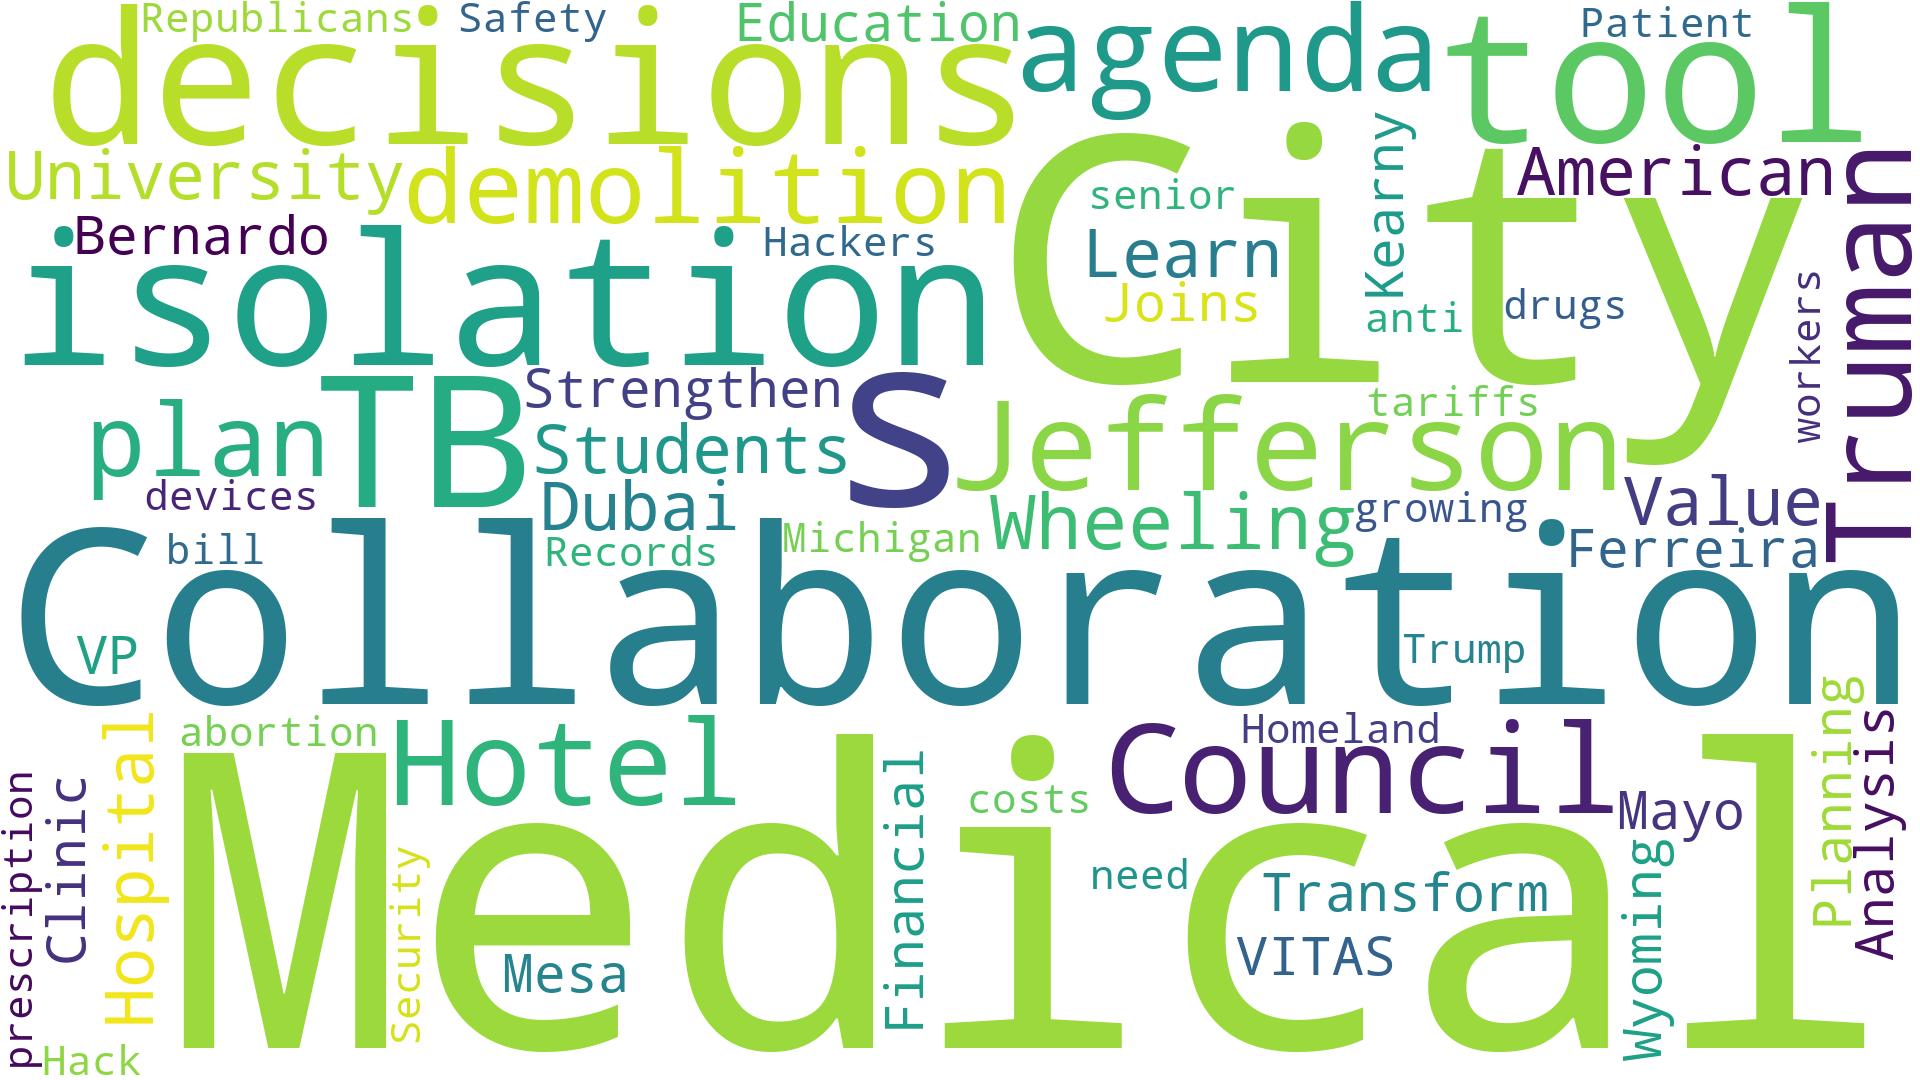 Republicans
Safety
Education
decisions
agenda
tool
Patient
University
demolition
City
American
Truman
Bernardo
isolation
Hackers
senior
Learn
Joins
Kearny
anti
drugs
workers
plan
TB
Strengthen
Students
S
Jefferson
tariffs
devices
Dubai
Wheeling
growing
Value
bill
Records
Michigan
Ferreira
Collaboration
VP
Trump
abortion
Hotel
Homeland
Council
Planning
Analysis
Hospital
Clinic
prescription
Medical
Security
Financial
costs
Mayo
need
Transform
Mesa
VITAS
Wyoming
Hack